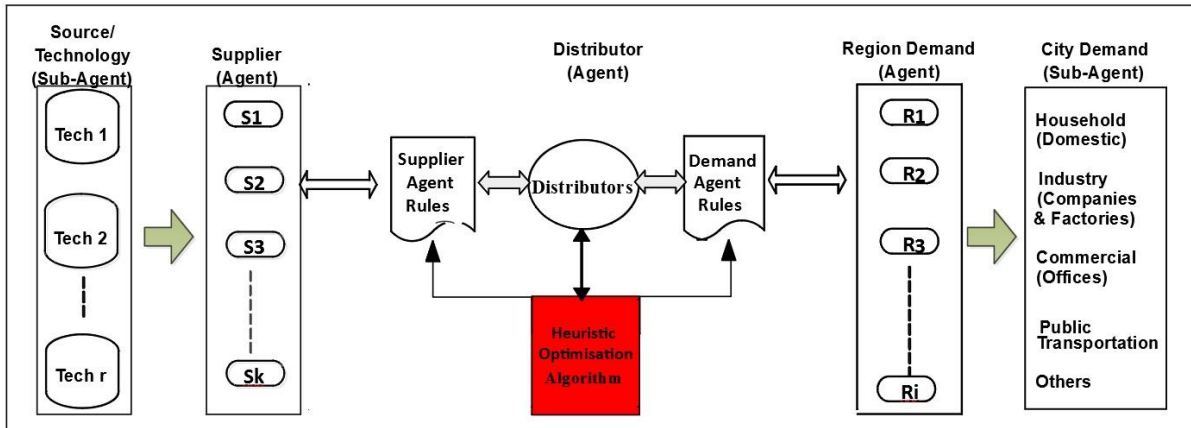 Source/
Technology
(Sub-Agent)
Tech 1
Tech 2
Tech r
Supplier
(Agent)
S1
S2
S3
Sk
Supplier
Agent
Rules
Distributor
(Agent)
Distributors
Heuristic
Optimisation
Algorithm
Demand
Agent
Rules
Region Demand
(Agent)
R1
R2
R3
Ri
City Demand
(Sub-Agent)
Household
(Domestic)
Industry
(Companies
& Factories)
Commercial
(Offices)
Public
Transportation
Others